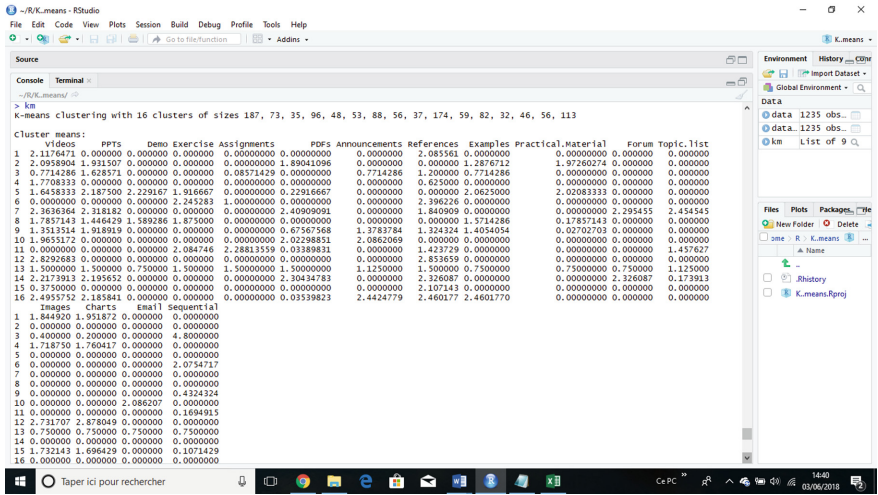 ~/R/K..means - RStudio
File Edit Code View Plots Session Build Debug Profile Tools Help
Go to file/function Addins K..means
Source
Environment History
Console Terminal
Import Dataset
~/R/K..means/
Global Environment
> km
K-means clustering with 16 clusters of sizes 187, 73, 35, 96, 48, 53, 88, 56, 37, 174, 59, 82, 32, 46, 56, 113
Data
data 1235 obs..
data.. 1235 obs..
km List of 9
Cluster means:
Videos PPTs Demo Exercise Assignments PDFs Announcements References Examples Practical.Material Forum Topic.list
1 2.1176471 0.000000 0.000000 0.000000 0.00000000 0.00000000 0.0000000 2.085561 0.0000000 0.00000000 0.000000 0.000000
2 2.0958904 1.931507 0.000000 0.000000 0.00000000 1.89041096 0.0000000 0.000000 1.2876712 1.97260274 0.000000 0.000000
3 0.7714286 1.628571 0.000000 0.000000 0.08571429 0.00000000 0.7714286 1.200000 0.7714286 0.00000000 0.000000 0.000000
4 1.7708333 0.000000 0.000000 0.000000 0.00000000 0.00000000 0.0000000 0.625000 0.0000000 0.00000000 0.000000 0.000000
5 1.6458333 2.187500 2.229167 1.916667 0.00000000 0.22916667 0.0000000 0.000000 2.0625000 2.02083333 0.000000 0.000000
6 0.0000000 0.000000 0.000000 2.245283 1.00000000 0.00000000 0.0000000 2.396226 0.0000000 0.00000000 0.000000 0.000000
7 2.3636364 2.318182 0.000000 0.000000 0.00000000 2.40909091 0.0000000 1.840909 0.0000000 0.00000000 2.295455 2.454545
8 1.7857143 1.446429 1.589286 1.875000 0.00000000 0.00000000 0.0000000 0.000000 1.5714286 0.17857143 0.000000 0.000000
9 1.3513514 1.918919 0.000000 0.000000 0.00000000 0.67567568 1.3783784 1.324324 1.4054054 0.02702703 0.000000 0.000000
10 1.9655172 0.000000 0.000000 0.000000 0.00000000 0.02298851 2.0862069 0.000000 0.0000000 0.00000000 0.000000 0.000000
11 0.0000000 0.000000 0.000000 2.084746 2.28813559 0.03389831 0.0000000 1.423729 0.0000000 0.00000000 0.000000 1.457627
12 2.8292683 0.000000 0.000000 0.000000 0.00000000 0.00000000 0.0000000 2.853659 0.0000000 0.00000000 0.000000 0.000000
13 1.5000000 1.500000 0.750000 1.500000 1.50000000 1.50000000 1.1250000 1.500000 0.7500000 0.75000000 0.750000 1.125000
14 2.2173913 2.195652 0.000000 0.000000 0.00000000 2.30434783 0.0000000 2.326087 0.0000000 0.00000000 2.326087 0.173913
15 0.3750000 0.000000 0.000000 0.000000 0.00000000 0.00000000 0.0000000 2.107143 0.0000000 0.00000000 0.000000 0.000000
16 2.4955752 2.185841 0.000000 0.000000 0.00000000 0.03539823 2.4424779 2.460177 2.4601770 0.00000000 0.000000 0.000000
Images Charts Email Sequential
1 1.844920 1.951872 0.000000 0.0000000
2 0.000000 0.000000 0.000000 0.0000000
3 0.400000 0.200000 0.000000 4.8000000
4 1.718750 1.760417 0.000000 0.0000000
5 0.000000 0.000000 0.000000 0.0000000
6 0.000000 0.000000 0.000000 2.0754717
7 0.000000 0.000000 0.000000 0.0000000
8 0.000000 0.000000 0.000000 0.0000000
9 0.000000 0.000000 0.000000 0.4324324
10 0.000000 0.000000 2.086207 0.0000000
11 0.000000 0.000000 0.000000 0.1694915
12 2.731707 2.878049 0.000000 0.0000000
13 0.750000 0.750000 0.750000 0.7500000
14 0.000000 0.000000 0.000000 0.0000000
15 1.732143 1.696429 0.000000 0.1071429
16 0.000000 0.000000 0.000000 0.0000000
Files Plots Packages
New Folder Delete
ome R K..means
Name
..
.Rhistory
K..means.Rproj
Taper ici pour rechercher
Ce PC
14:40
03/06/2018